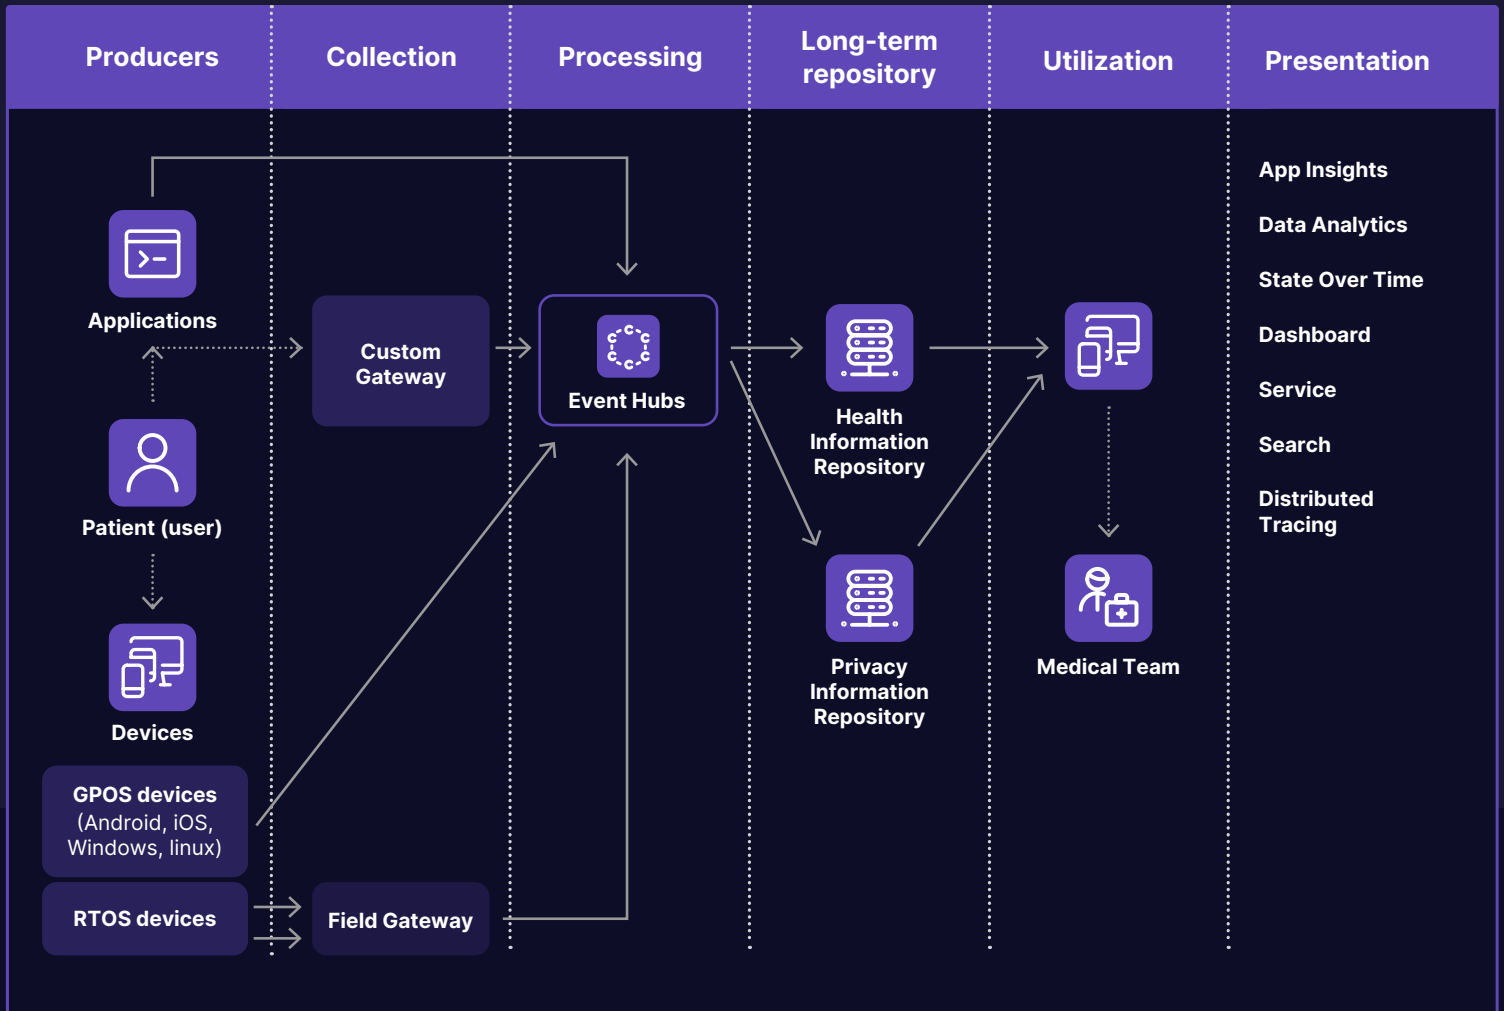 Producers
Collection
Processing
Long-term
repository
Utilization
Presentation
Applications
Patient (user)
Devices
GPOS devices
(Android, iOS,
Windows, linux)
RTOS devices
Custom
Gateway
Field Gateway
Event Hubs
Health
Information
Repository
Privacy
Information
Repository
Medical Team
App Insights
Data Analytics
State Over Time
Dashboard
Service
Search
Distributed
Tracing